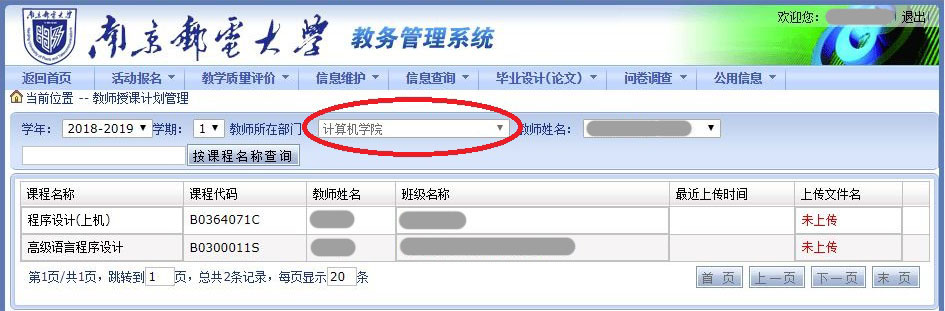 欢迎您： 退出
南京邮电大学 教务管理系统
返回首页 活动报名 教学质量评价 信息维护 信息查询 毕业设计(论文) 问卷调查 公用信息
当前位置 -- 教师授课计划管理
学年： 2018-2019 学期： 1 教师所在部门 计算机学院 教师姓名：
按课程名称查询
课程名称 课程代码 教师姓名 班级名称 最近上传时间 上传文件名
程序设计(上机) B0364071C 未上传
高级语言程序设计 B0300011S 未上传
第1页/共1页，跳转到 1 页，总共2条记录，每页显示 20 条 首 页 上一页 下一页 末 页